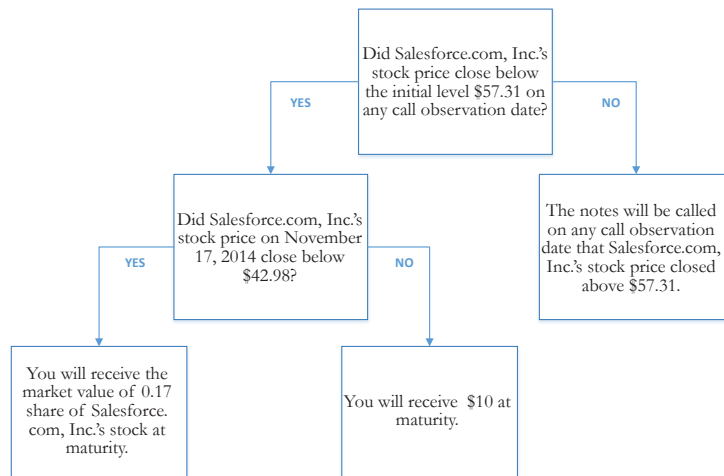 Did Salesforce.com, Inc.'s
stock price close below
the initial level $57.31 on
any call observation date?
YES
NO
Did Salesforce.com, Inc.'s
stock price on November
17, 2014 close below
$42.98?
The notes will be called
on any call observation
date that Salesforce.com,
Inc.'s stock price closed
above $57.31.
YES
NO
You will receive the
market value of 0.17
share of Salesforce.
com, Inc.'s stock at
maturity.
You will receive $10 at
maturity.